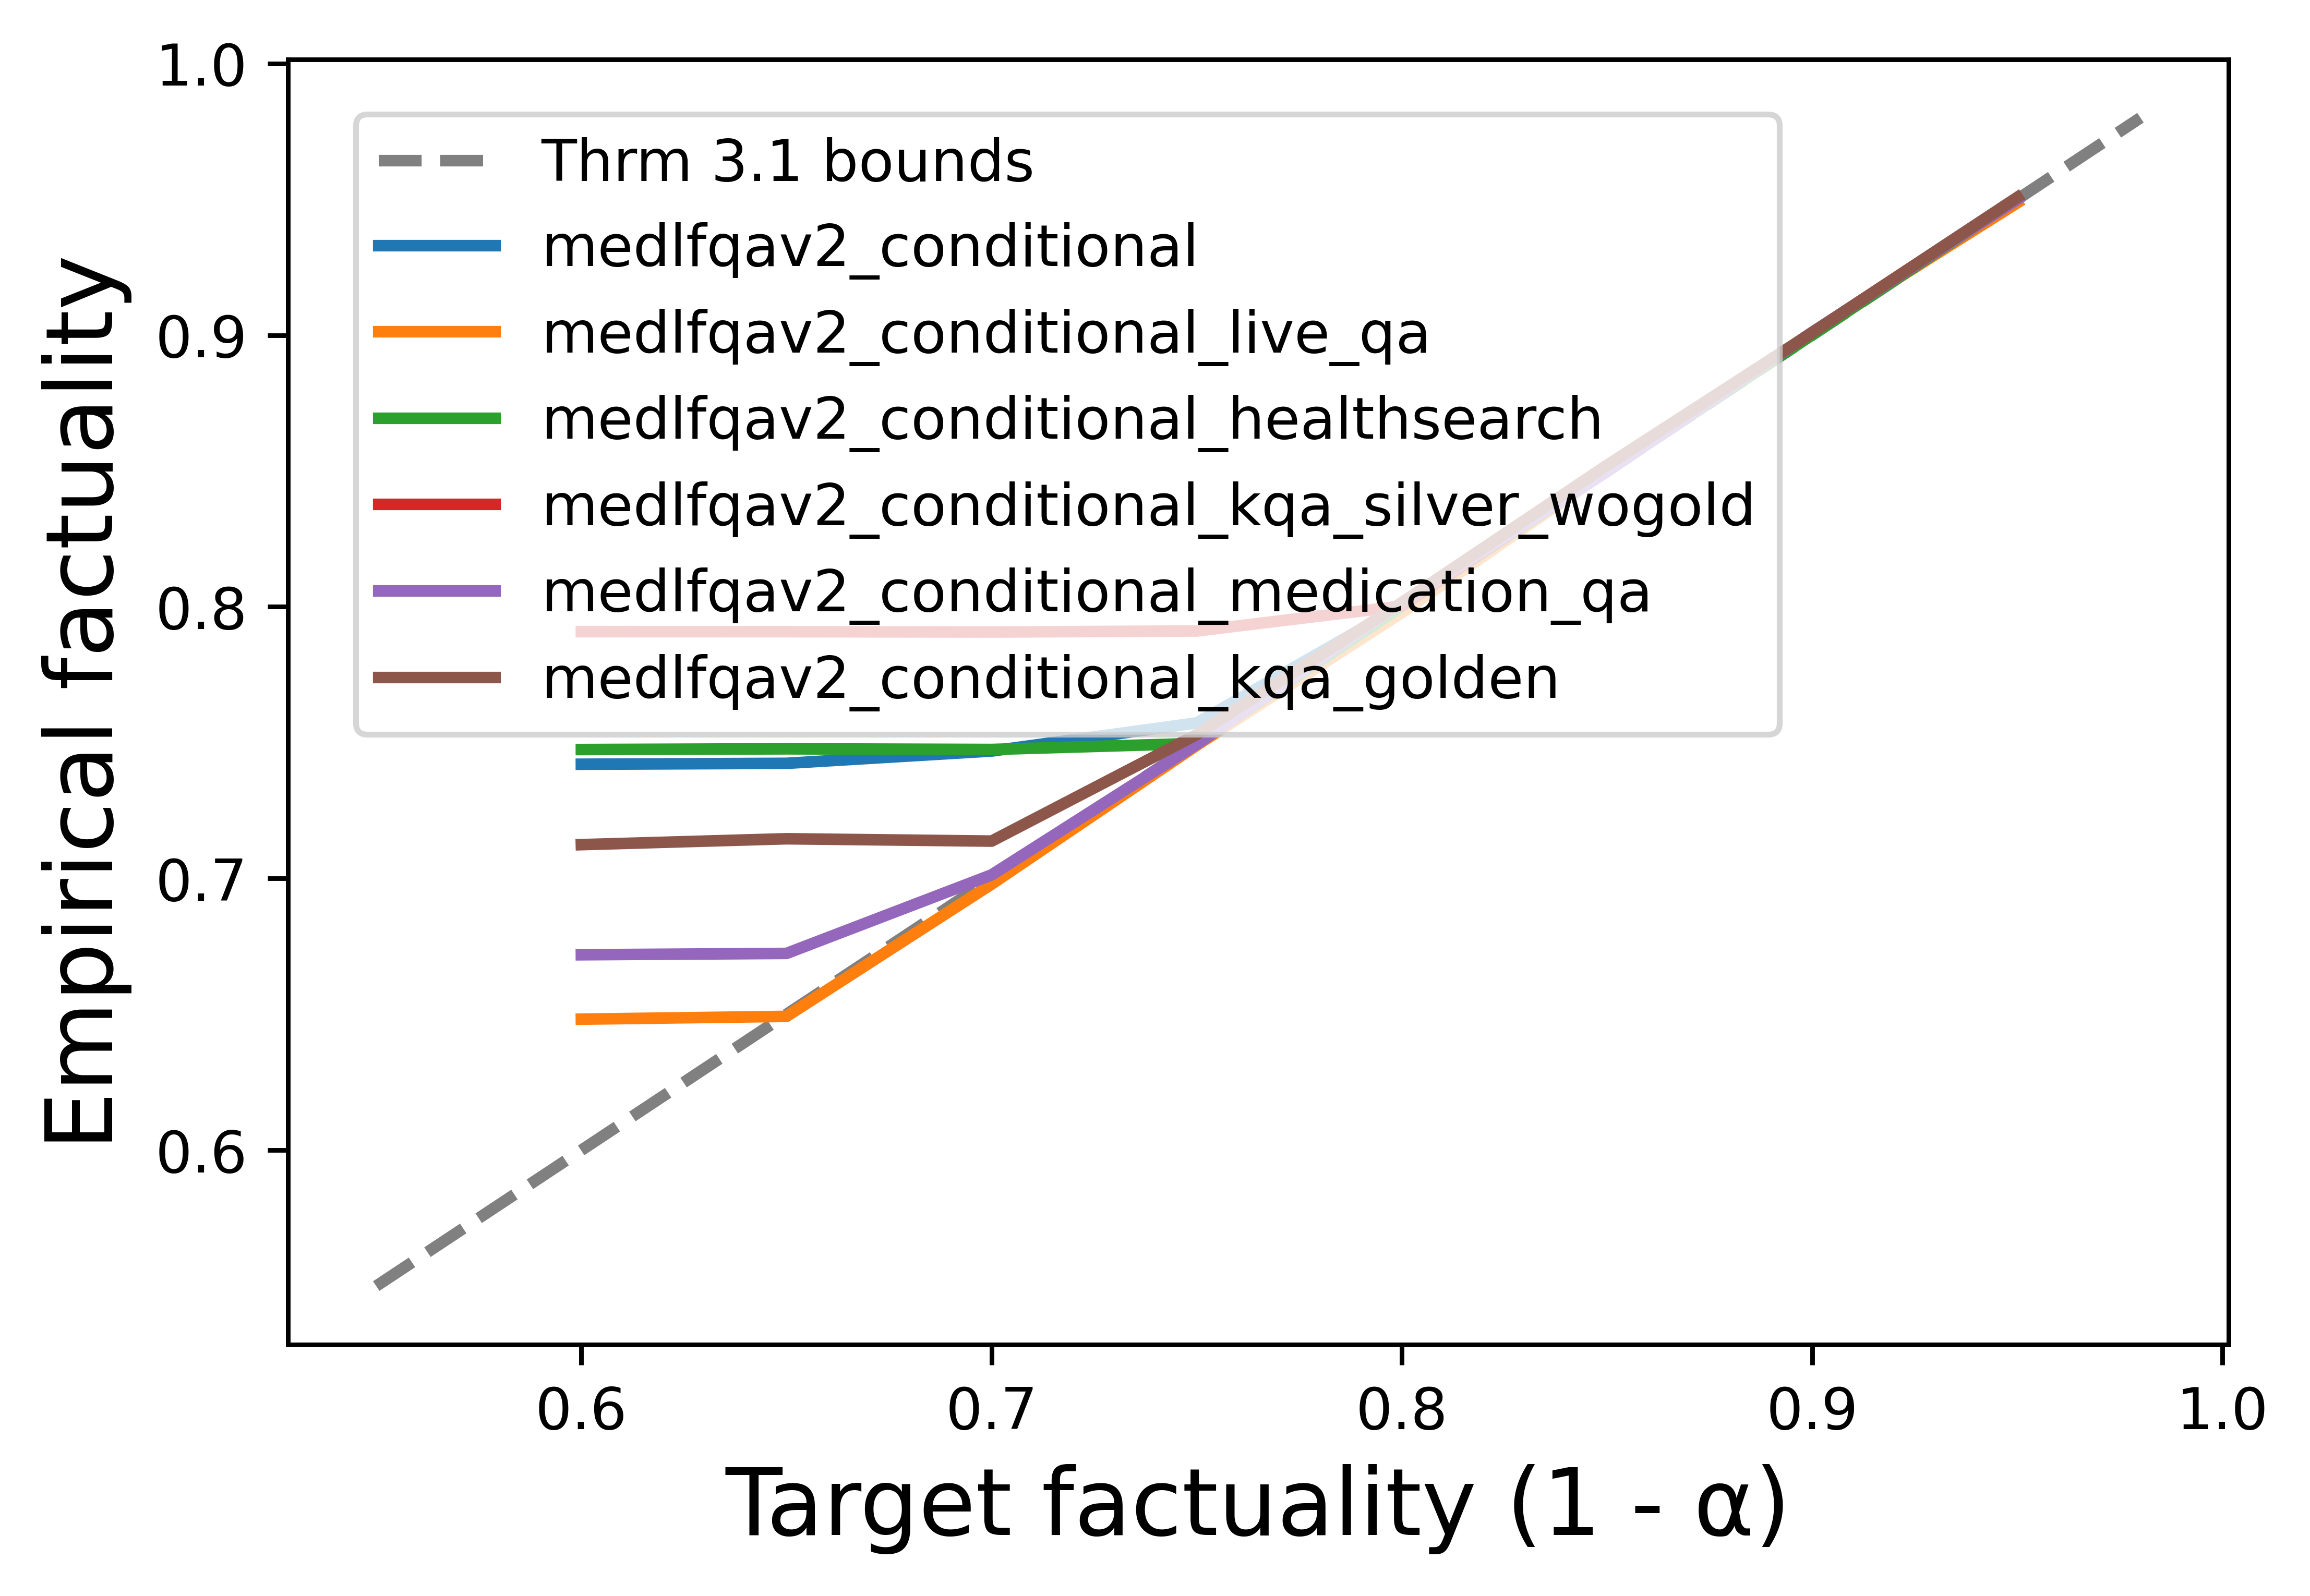 1.0
0.9
0.8
0.7
0.6
Empirical factuality
Thrm 3.1 bounds
medlfqav2_conditional
medlfqav2_conditional_live_qa
medlfqav2_conditional_healthsearch
medlfqav2_conditional_kqa_silver_wogold
medlfqav2_conditional_medication_qa
medlfqav2_conditional_kqa_golden
0.6 0.7 0.8 0.9 1.0
Target factuality (1 - α)